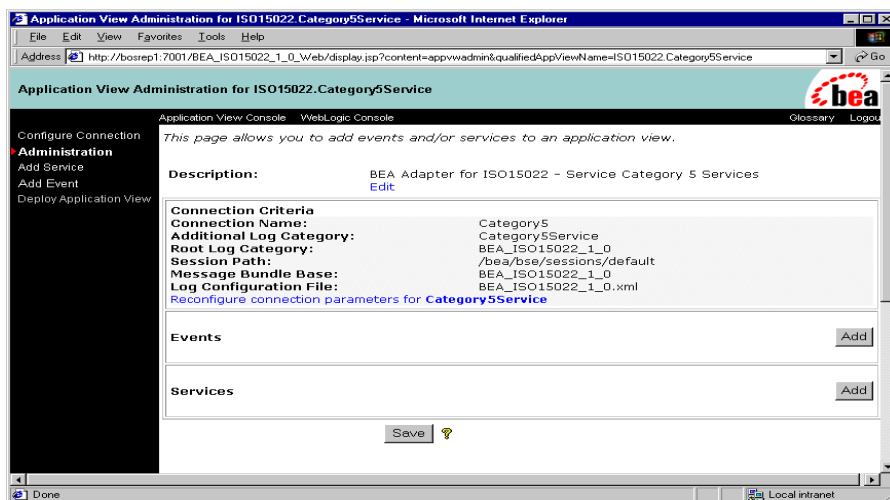 Application View Administration for ISO15022.Category5Service - Microsoft Internet Explorer
File Edit View Favorites Tools Help
Address http://bosrep1:7001/BEA_ISO15022_1_0_Web/display.jsp?content=appvwadmin&qualifiedAppViewName=ISO15022.Category5Service Go
Application View Administration for ISO15022.Category5Service
bea
Application View Console WebLogic Console Glossary Logou
Configure Connection
Administration
Add Service
Add Event
Deploy Application View
This page allows you to add events and/or services to an application view.
Description: BEA Adapter for ISO15022 - Service Category 5 Services
Edit
Connection Criteria
Connection Name: Category5
Additional Log Category: Category5Service
Root Log Category: BEA_ISO15022_1_0
Session Path: /bea/bse/sessions/default
Message Bundle Base: BEA_ISO15022_1_0
Log Configuration File: BEA_ISO15022_1_0.xml
Reconfigure connection parameters for Category5Service
Events Add
Services Add
Save ?
Done Local intranet